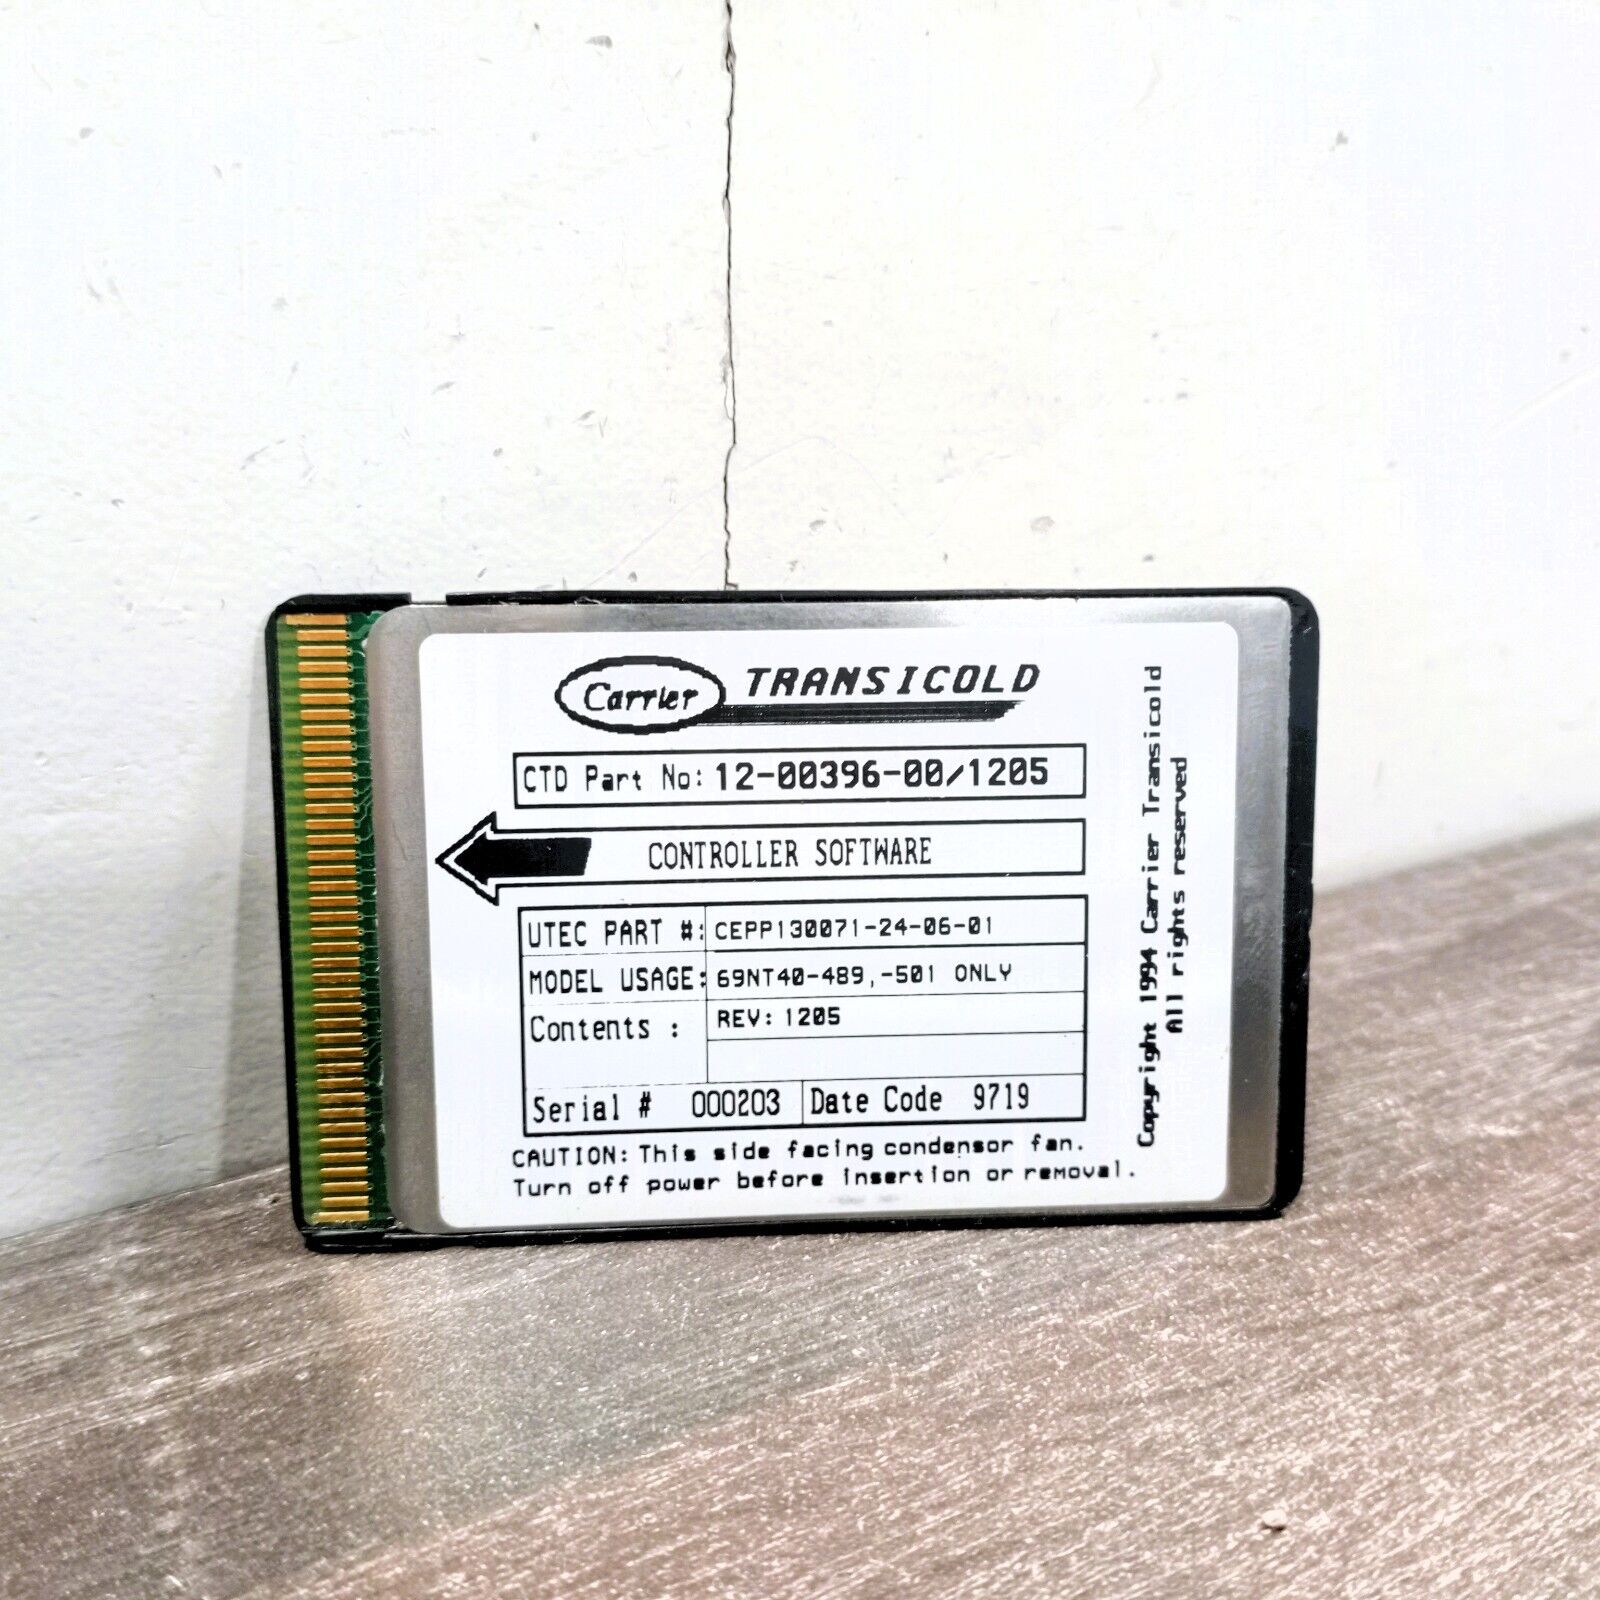 Carrier TRANSICOLD
CTD Part No: 12-00396-00/1205
CONTROLLER SOFTWARE
UTEC PART #: CEPP130071-24-06-01
MODEL USAGE: 69NT40-489,-501 ONLY
Contents : REV: 1205
Serial # 000203 Date Code 9719
CAUTION: This side facing condensor fan.
Turn off power before insertion or removal.
Copyright 1994 Carrier Transicold
All rights reserved